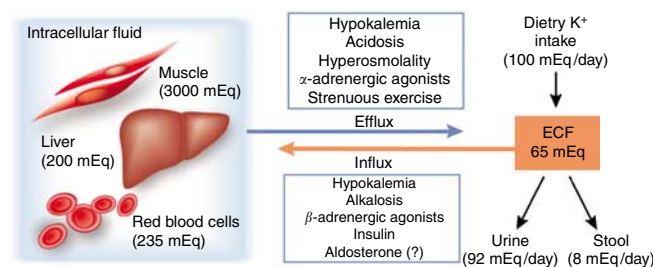 Intracellular fluid
Muscle
(3000 mEq)
Liver
(200 mEq)
Red blood cells
(235 mEq)
Hypokalemia
Acidosis
Hyperosmolality
α-adrenergic agonists
Strenuous exercise
Efflux
Influx
Hypokalemia
Alkalosis
β-adrenergic agonists
Insulin
Aldosterone (?)
Dietry K⁺
intake
(100 mEq/day)
ECF
65 mEq
Urine
(92 mEq/day)
Stool
(8 mEq/day)